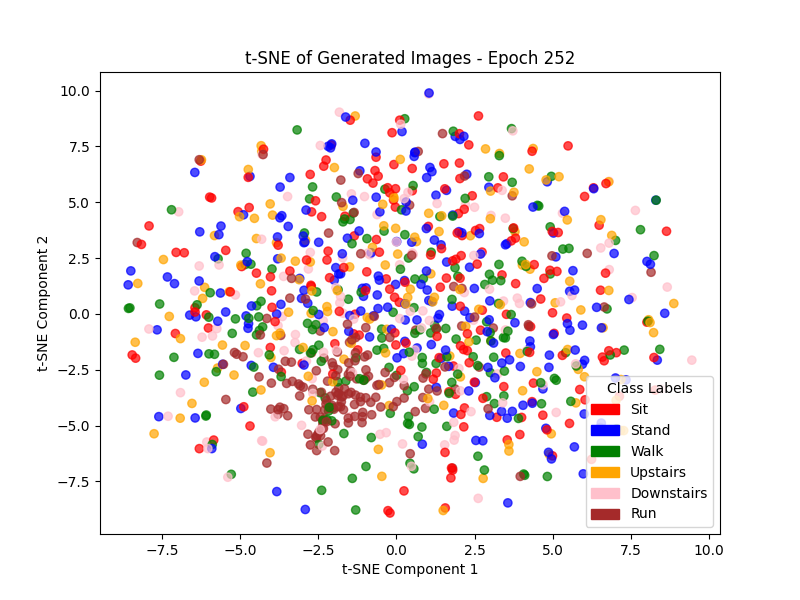 t-SNE of Generated Images - Epoch 252
t-SNE Component 2
10.0
7.5
5.0
2.5
0.0
−2.5
−5.0
−7.5
Class Labels
Sit
Stand
Walk
Upstairs
Downstairs
Run
−7.5
−5.0
−2.5
0.0
2.5
5.0
7.5
10.0
t-SNE Component 1